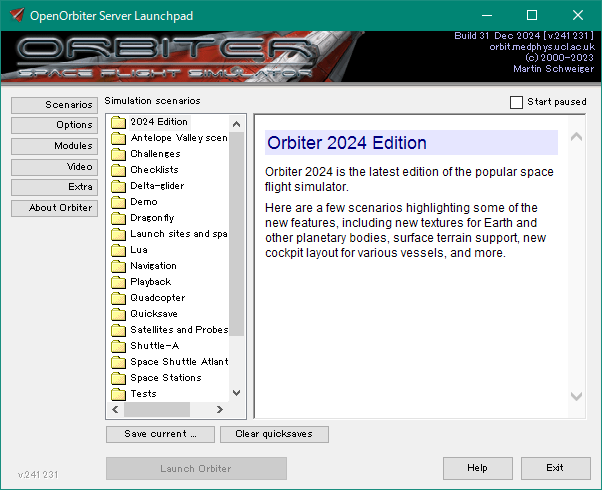 OpenOrbiter Server Launchpad
ORBITER
SPACE FLIGHT SIMULATOR
Build 31 Dec 2024 [v.241231]
orbit.medphys.ucl.ac.uk
(c) 2000-2023
Martin Schweiger
Scenarios
Options
Modules
Video
Extra
About Orbiter
Simulation scenarios
Start paused
2024 Edition
Antelope Valley scen
Challenges
Checklists
Delta-glider
Demo
Dragonfly
Launch sites and spa
Lua
Navigation
Playback
Quadcopter
Quicksave
Satellites and Probes
Shuttle-A
Space Shuttle Atlant
Space Stations
Tests
Orbiter 2024 Edition
Orbiter 2024 is the latest edition of the popular space
flight simulator.
Here are a few scenarios highlighting some of the
new features, including new textures for Earth and
other planetary bodies, surface terrain support, new
cockpit layout for various vessels, and more.
Save current ...
Clear quicksaves
v.241231
Launch Orbiter
Help
Exit